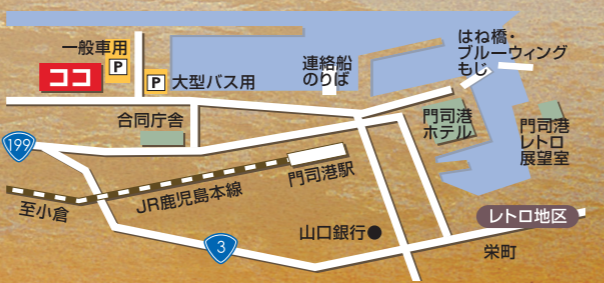 一般車用
P
ココ
P
大型バス用
連絡船
のりば
はね橋・
ブルーウィング
もじ
合同庁舎
門司港
ホテル
門司港
レトロ
展望室
199
門司港駅
JR鹿児島本線
至小倉
レトロ地区
3
山口銀行
栄町